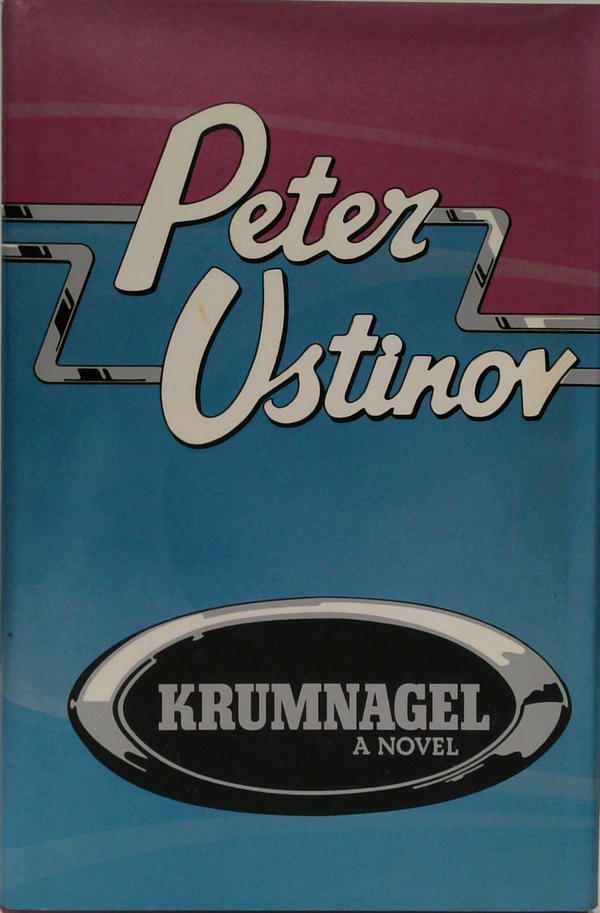 Peter
Ustinov
KRUMNAGEL
A NOVEL